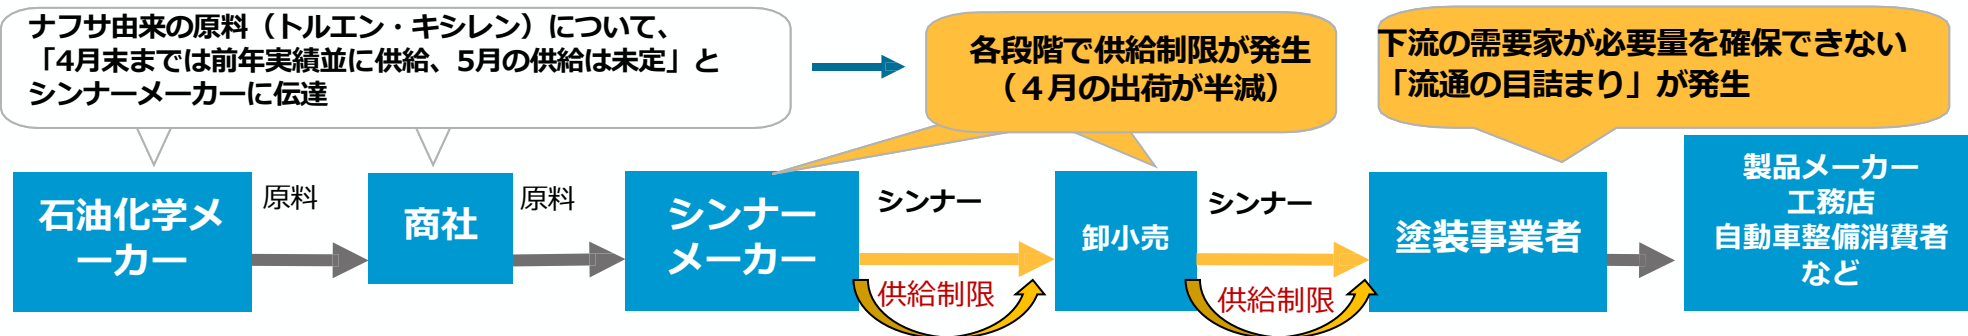 ナフサ由来の原料（トルエン・キシレン）について、
「4月末までは前年実績並に供給、5月の供給は未定」と
シンナーメーカーに伝達
各段階で供給制限が発生
（４月の出荷が半減）
下流の需要家が必要量を確保できない
「流通の目詰まり」が発生
石油化学メ
ーカー
原料
商社
原料
シンナー
メーカー
シンナー
供給制限
卸小売
シンナー
供給制限
塗装事業者
製品メーカー
工務店
自動車整備消費者
など